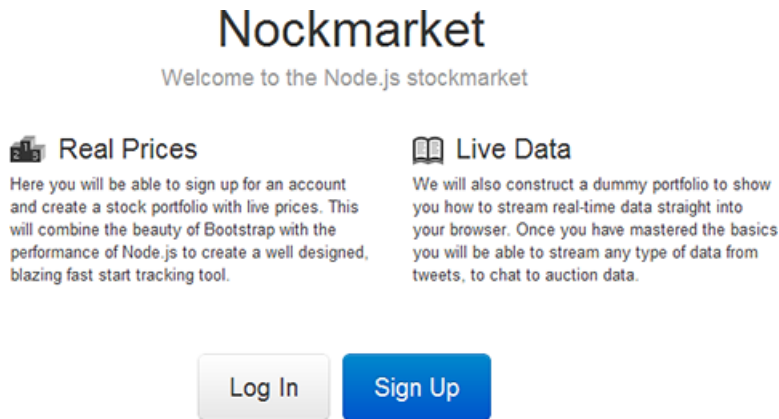 Nockmarket
Welcome to the Node.js stockmarket
Real Prices
Here you will be able to sign up for an account
and create a stock portfolio with live prices. This
will combine the beauty of Bootstrap with the
performance of Node.js to create a well designed,
blazing fast start tracking tool.
Live Data
We will also construct a dummy portfolio to show
you how to stream real-time data straight into
your browser. Once you have mastered the basics
you will be able to stream any type of data from
tweets, to chat to auction data.
Log In
Sign Up